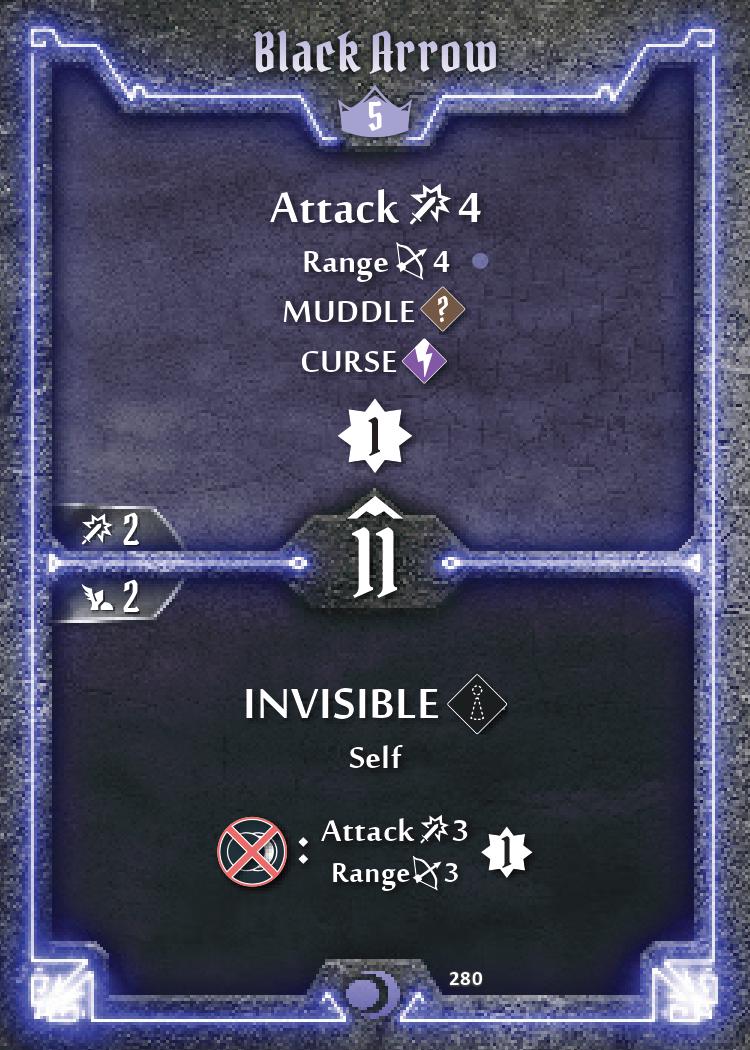 Black Arrow
5
Attack 4
Range 4
MUDDLE ?
CURSE
1
2
11
2
INVISIBLE
Self
: Attack 3
Range 3
1
280